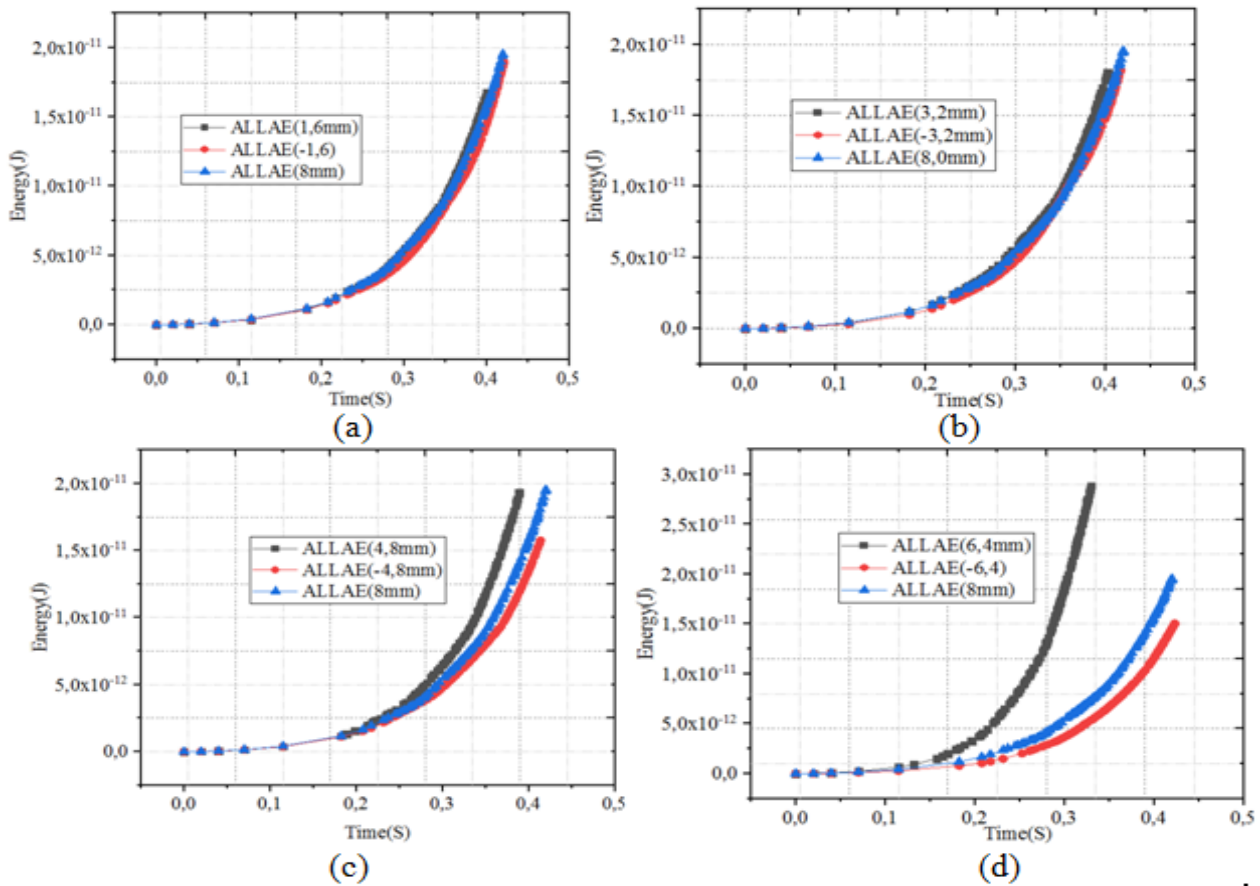 2,0x10⁻¹¹
1,5x10⁻¹¹
1,0x10⁻¹¹
5,0x10⁻¹²
0,0
Energy(J)
ALLAE(1,6mm)
ALLAE(-1,6)
ALLAE(8mm)
0,0 0,1 0,2 0,3 0,4 0,5
Time(S)
(a)
2,0x10⁻¹¹
1,5x10⁻¹¹
1,0x10⁻¹¹
5,0x10⁻¹²
0,0
Energy(J)
ALLAE(3,2mm)
ALLAE(-3,2mm)
ALLAE(8,0mm)
0,0 0,1 0,2 0,3 0,4 0,5
Time(S)
(b)
2,0x10⁻¹¹
1,5x10⁻¹¹
1,0x10⁻¹¹
5,0x10⁻¹²
0,0
Energy(J)
ALLAE(4,8mm)
ALLAE(-4,8mm)
ALLAE(8mm)
0,0 0,1 0,2 0,3 0,4 0,5
Time(S)
(c)
3,0x10⁻¹¹
2,5x10⁻¹¹
2,0x10⁻¹¹
1,5x10⁻¹¹
1,0x10⁻¹¹
5,0x10⁻¹²
0,0
Energy(J)
ALLAE(6,4mm)
ALLAE(-6,4)
ALLAE(8mm)
0,0 0,1 0,2 0,3 0,4 0,5
Time(S)
(d)